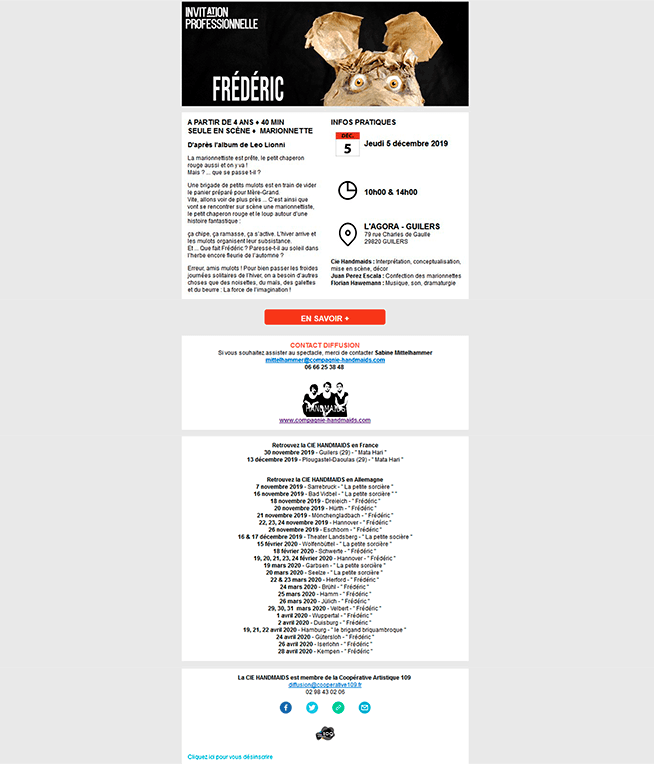 INVITATION
PROFESSIONNELLE
FRÉDÉRIC
A PARTIR DE 4 ANS + 40 MIN
SEULE EN SCÈNE + MARIONNETTE
D'après l'album de Leo Lionni
La marionnettiste est prête, le petit chaperon
rouge aussi et on y va !
Mais ? ... que se passe t-il ?
Une brigade de petits mulots est en train de vider
le panier préparé pour Mère-Grand.
Vite, allons voir de plus près ... C'est ainsi que
vont se rencontrer sur scène une marionnettiste,
le petit chaperon rouge et le loup autour d'une
histoire fantastique :
ça chipe, ça ramasse, ça s'active. L'hiver arrive et
les mulots organisent leur subsistance.
Et ... Que fait Frédéric ? Paresse-t-il au soleil dans
l'herbe encore fleurie de l'automne ?
Erreur, amis mulots ! Pour bien passer les froides
journées solitaires de l'hiver, on a besoin d'autres
choses que des noisettes, du maïs, des galettes
et du beurre : La force de l'imagination !
INFOS PRATIQUES
DÉC.
5
Jeudi 5 décembre 2019
10h00 & 14h00
L'AGORA - GUILERS
79 rue Charles de Gaulle
29820 GUILERS
Cie Handmaids : Interprétation, conceptualisation,
mise en scène, décor
Juan Perez Escala : Confection des marionnettes
Florian Hawemann : Musique, son, dramaturgie
EN SAVOIR +
CONTACT DIFFUSION
Si vous souhaitez assister au spectacle, merci de contacter Sabine Mittelhammer
mittelhammer@compagnie-handmaids.com
06 66 25 38 48
HANDMAIDS
www.compagnie-handmaids.com
Retrouvez la CIE HANDMAIDS en France
30 novembre 2019 - Guilers (29) - " Mata Hari "
13 décembre 2019 - Plougastel-Daoulas (29) - " Mata Hari "
Retrouvez la CIE HANDMAIDS en Allemagne
7 novembre 2019 - Sarrebruck - " La petite sorcière "
16 novembre 2019 - Bad Vidbel - " La petite sorcière " "
18 novembre 2019 - Dreieich - " Frédéric "
20 novembre 2019 - Hürth - " Frédéric "
21 novembre 2019 - Mönchengladbach - " Frédéric "
22, 23, 24 novembre 2019 - Hannover - " Frédéric "
26 novembre 2019 - Eschborn - " Frédéric "
16 & 17 décembre 2019 - Theater Landsberg - " La petite socière "
15 février 2020 - Wolfenbüttel - " La petite sorcière "
18 février 2020 - Schwerte - " Frédéric "
19, 20, 21, 23, 24 février 2020 - Hannover - " Frédéric "
19 mars 2020 - Garbsen - " La petite sorcière "
20 mars 2020 - Seelze - " La petite sorcière "
22 & 23 mars 2020 - Herford - " Frédéric "
24 mars 2020 - Brühl - " Frédéric "
25 mars 2020 - Hamm - " Frédéric "
26 mars 2020 - Jülich - " Frédéric "
29, 30, 31 mars 2020 - Velbert - " Frédéric "
1 avril 2020 - Wuppertal - " Frédéric "
2 avril 2020 - Duisburg - " Frédéric "
19, 21, 22 avril 2020 - Hamburg - " le brigand briquambroque "
24 avril 2020 - Gütersloh - " Frédéric "
26 avril 2020 - Iserlohn - " Frédéric "
28 avril 2020 - Kempen - " Frédéric "
La CIE HANDMAIDS est membre de la Coopérative Artistique 109
diffusion@cooperative109.fr
02 98 43 02 06
Cliquez ici pour vous désinscrire